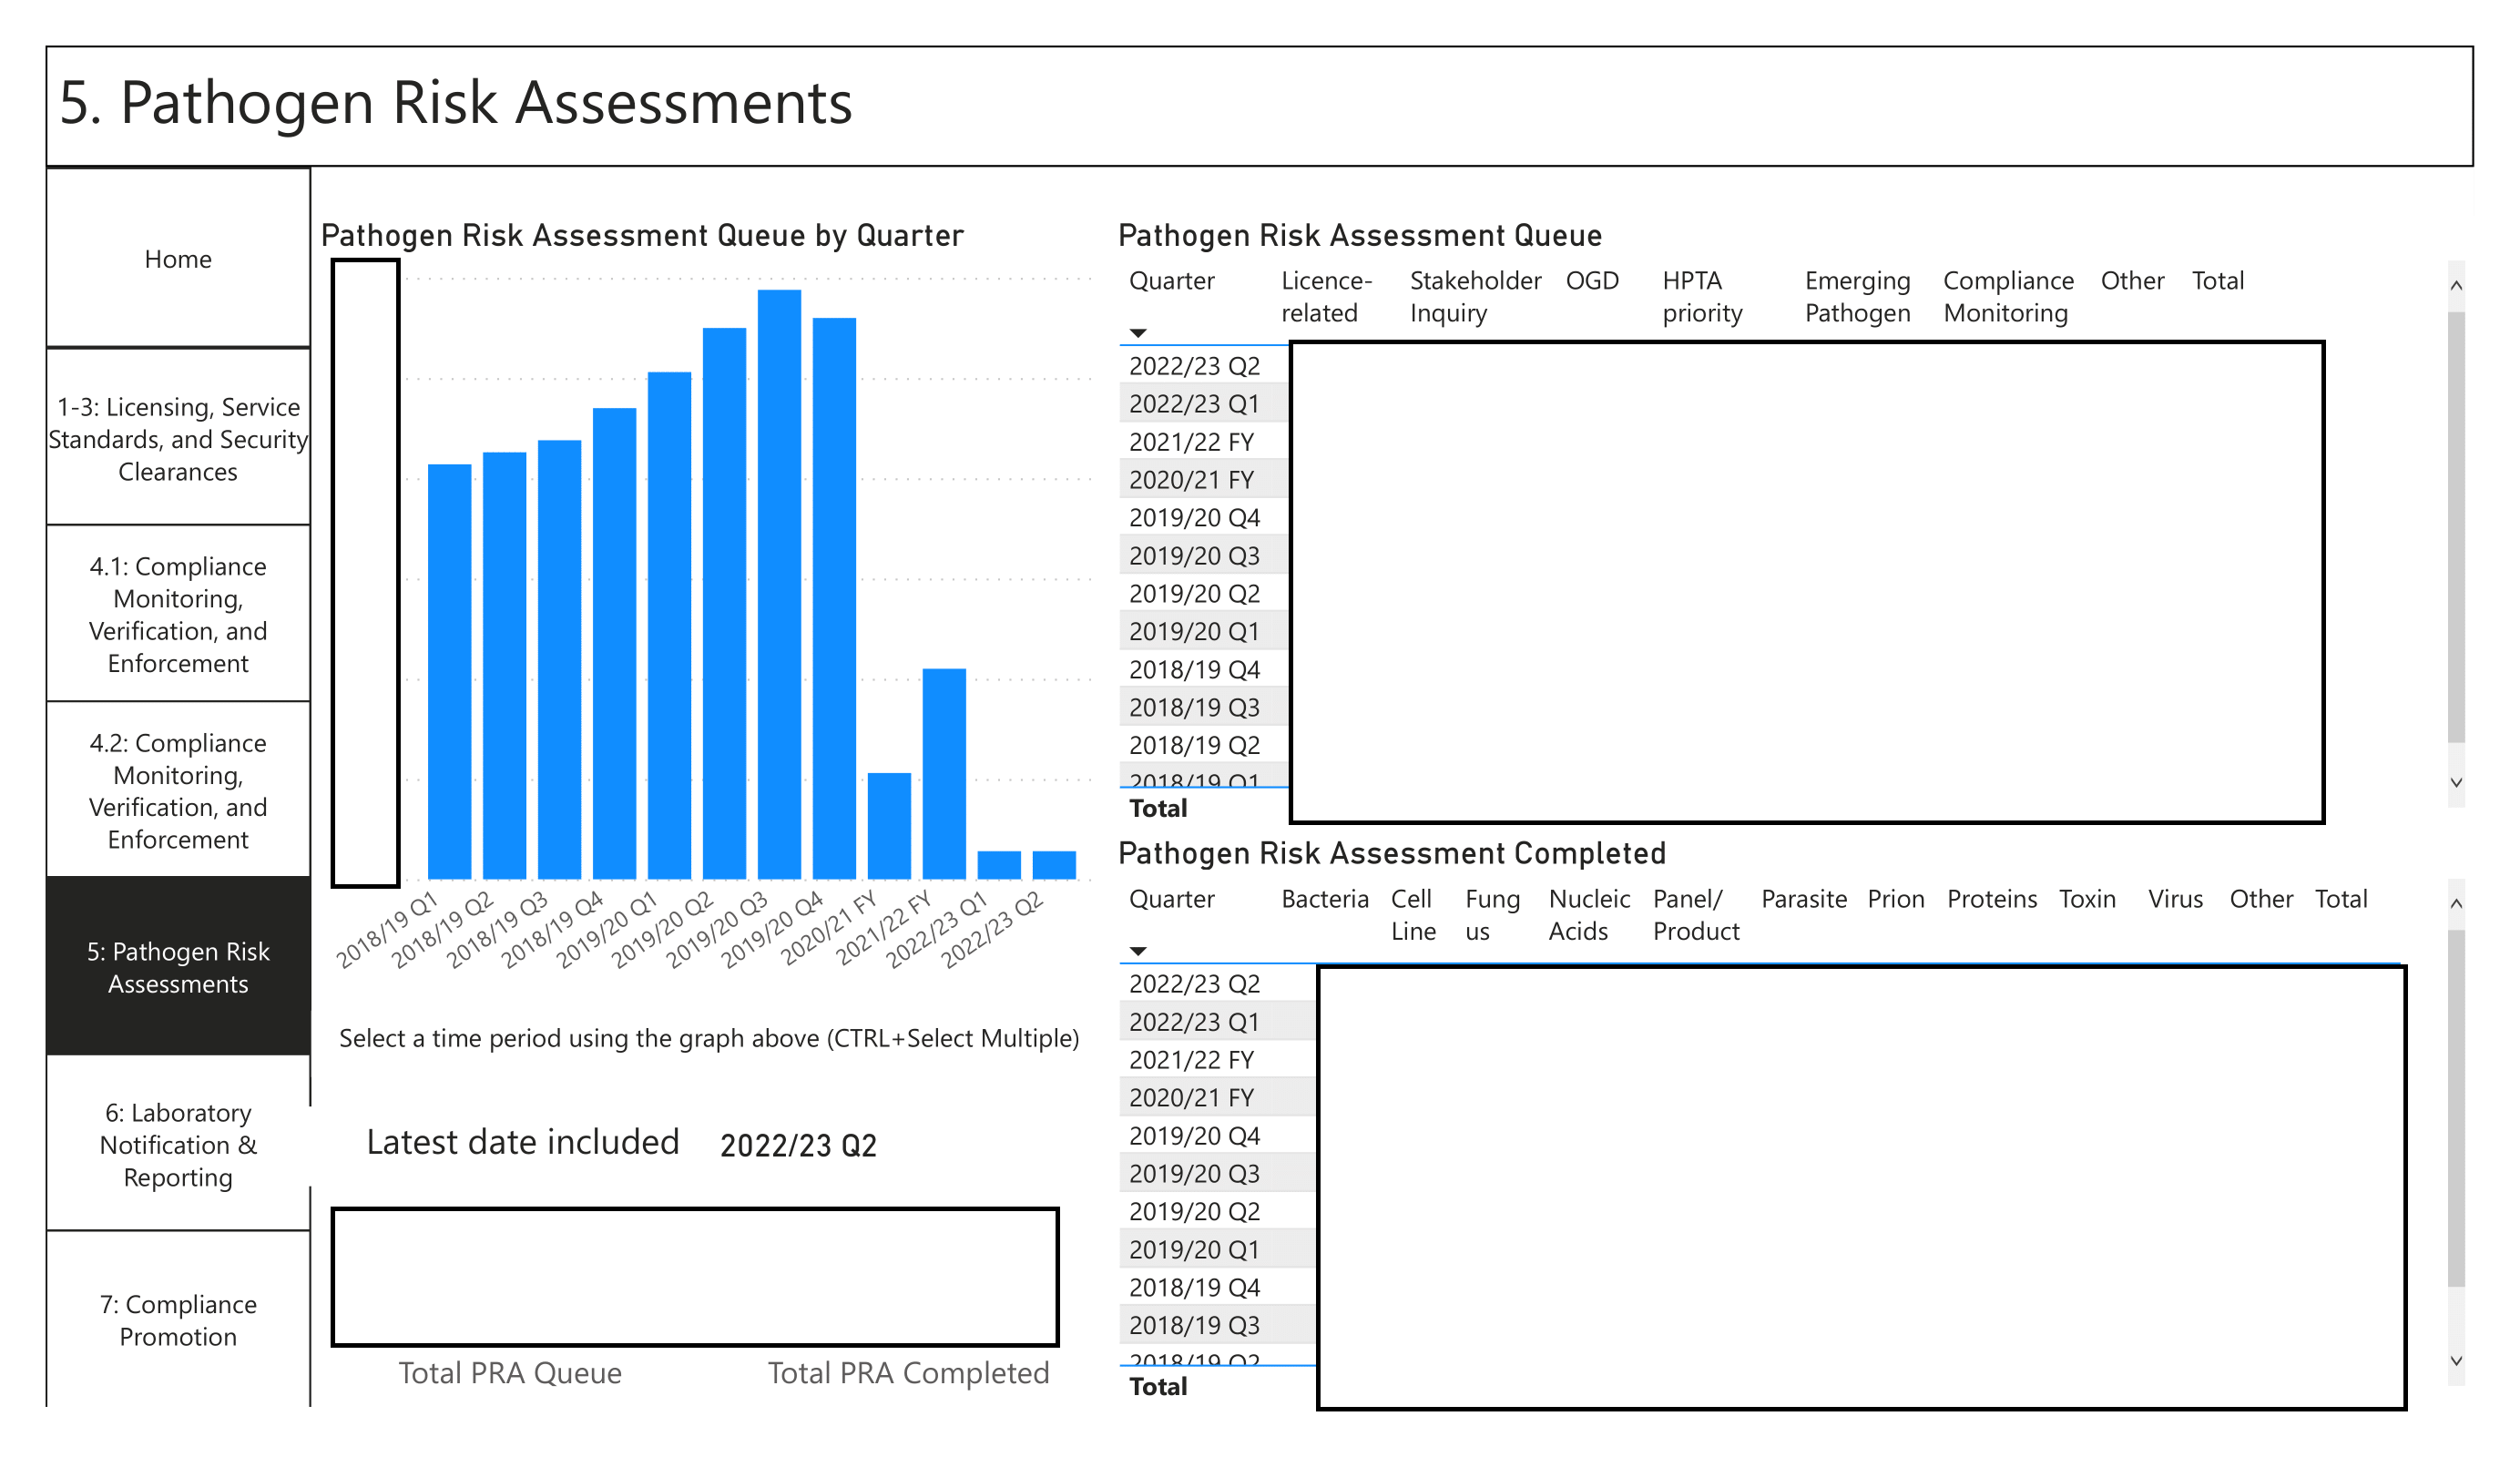 5. Pathogen Risk Assessments
Home
1-3: Licensing, Service
Standards, and Security
Clearances
4.1: Compliance
Monitoring,
Verification, and
Enforcement
4.2: Compliance
Monitoring,
Verification, and
Enforcement
5: Pathogen Risk
Assessments
6: Laboratory
Notification &
Reporting
7: Compliance
Promotion
Pathogen Risk Assessment Queue by Quarter
2018/19 Q1
2018/19 Q2
2018/19 Q3
2018/19 Q4
2019/20 Q1
2019/20 Q2
2019/20 Q3
2019/20 Q4
2020/21 FY
2021/22 FY
2022/23 Q1
2022/23 Q2
Select a time period using the graph above (CTRL+Select Multiple)
Latest date included 2022/23 Q2
Total PRA Queue Total PRA Completed
Pathogen Risk Assessment Queue
Quarter Licence- Stakeholder OGD HPTA Emerging Compliance Other Total
related Inquiry priority Pathogen Monitoring
2022/23 Q2
2022/23 Q1
2021/22 FY
2020/21 FY
2019/20 Q4
2019/20 Q3
2019/20 Q2
2019/20 Q1
2018/19 Q4
2018/19 Q3
2018/19 Q2
2018/19 Q1
Total
Pathogen Risk Assessment Completed
Quarter Bacteria Cell Fung Nucleic Panel/ Parasite Prion Proteins Toxin Virus Other Total
Line us Acids Product
2022/23 Q2
2022/23 Q1
2021/22 FY
2020/21 FY
2019/20 Q4
2019/20 Q3
2019/20 Q2
2019/20 Q1
2018/19 Q4
2018/19 Q3
2018/19 Q2
Total